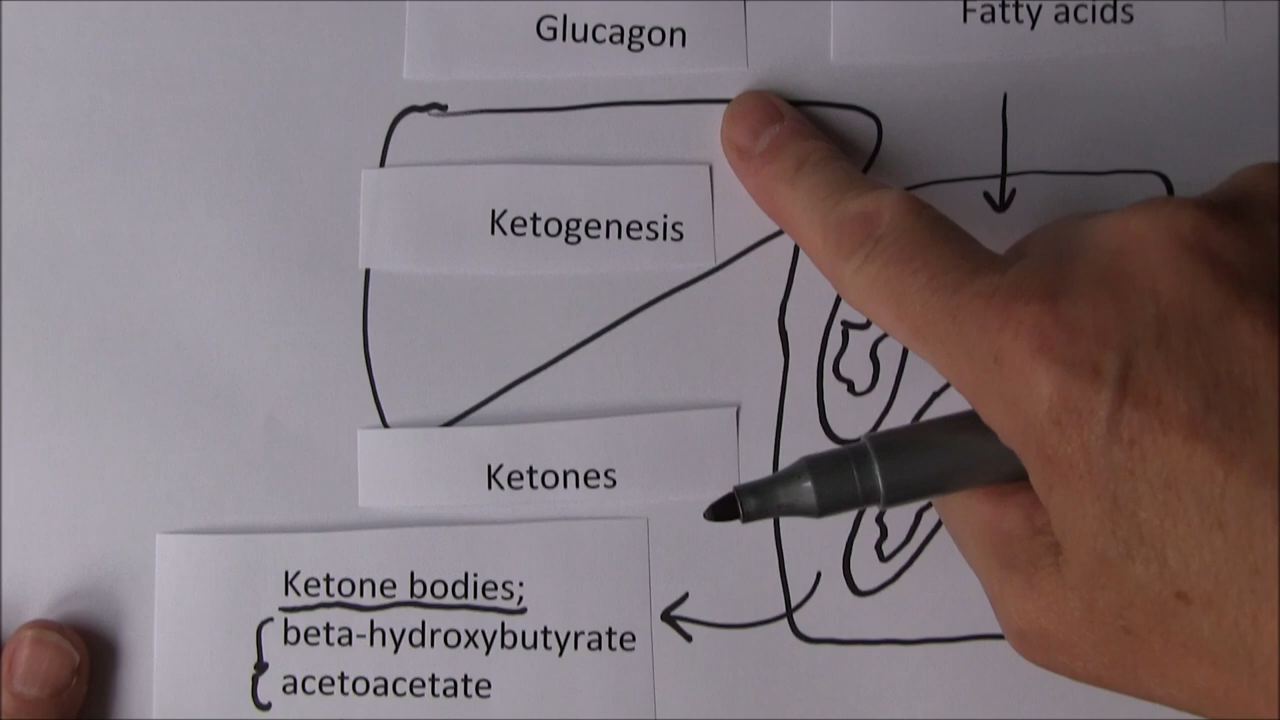 Glucagon
Fatty acids
Ketogenesis
Ketones
Ketone bodies;
beta-hydroxybutyrate
acetoacetate